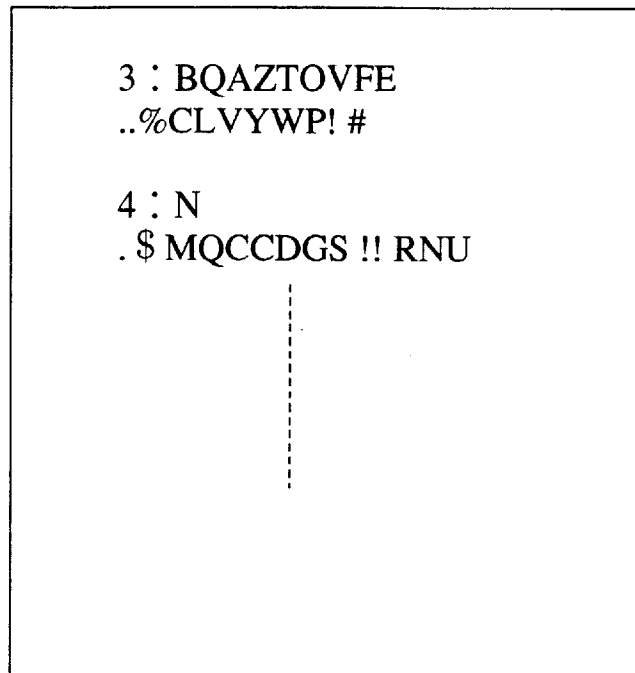 3 : BQAZTOVFE
..%CLVYWP! #
4 : N
. $ MQCCDGS !! RNU